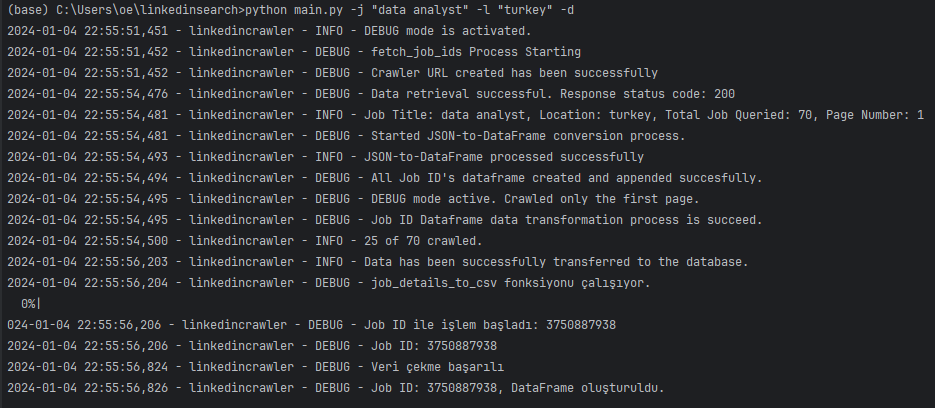 (base) C:\Users\oe\linkedinsearch>python main.py -j "data analyst" -l "turkey" -d
2024-01-04 22:55:51,451 - linkedincrawler - INFO - DEBUG mode is activated.
2024-01-04 22:55:51,452 - linkedincrawler - DEBUG - fetch_job_ids Process Starting
2024-01-04 22:55:51,452 - linkedincrawler - DEBUG - Crawler URL created has been successfully
2024-01-04 22:55:54,476 - linkedincrawler - DEBUG - Data retrieval successful. Response status code: 200
2024-01-04 22:55:54,481 - linkedincrawler - INFO - Job Title: data analyst, Location: turkey, Total Job Queried: 70, Page Number: 1
2024-01-04 22:55:54,481 - linkedincrawler - DEBUG - Started JSON-to-DataFrame conversion process.
2024-01-04 22:55:54,493 - linkedincrawler - INFO - JSON-to-DataFrame processed successfully
2024-01-04 22:55:54,494 - linkedincrawler - DEBUG - All Job ID's dataframe created and appended succesfully.
2024-01-04 22:55:54,495 - linkedincrawler - DEBUG - DEBUG mode active. Crawled only the first page.
2024-01-04 22:55:54,495 - linkedincrawler - DEBUG - Job ID Dataframe data transformation process is succeed.
2024-01-04 22:55:54,500 - linkedincrawler - INFO - 25 of 70 crawled.
2024-01-04 22:55:56,203 - linkedincrawler - INFO - Data has been successfully transferred to the database.
2024-01-04 22:55:56,204 - linkedincrawler - DEBUG - job_details_to_csv fonksiyonu çalışıyor.
0%|
024-01-04 22:55:56,206 - linkedincrawler - DEBUG - Job ID ile işlem başladı: 3750887938
2024-01-04 22:55:56,206 - linkedincrawler - DEBUG - Job ID: 3750887938
2024-01-04 22:55:56,824 - linkedincrawler - DEBUG - Veri çekme başarılı
2024-01-04 22:55:56,826 - linkedincrawler - DEBUG - Job ID: 3750887938, DataFrame oluşturuldu.